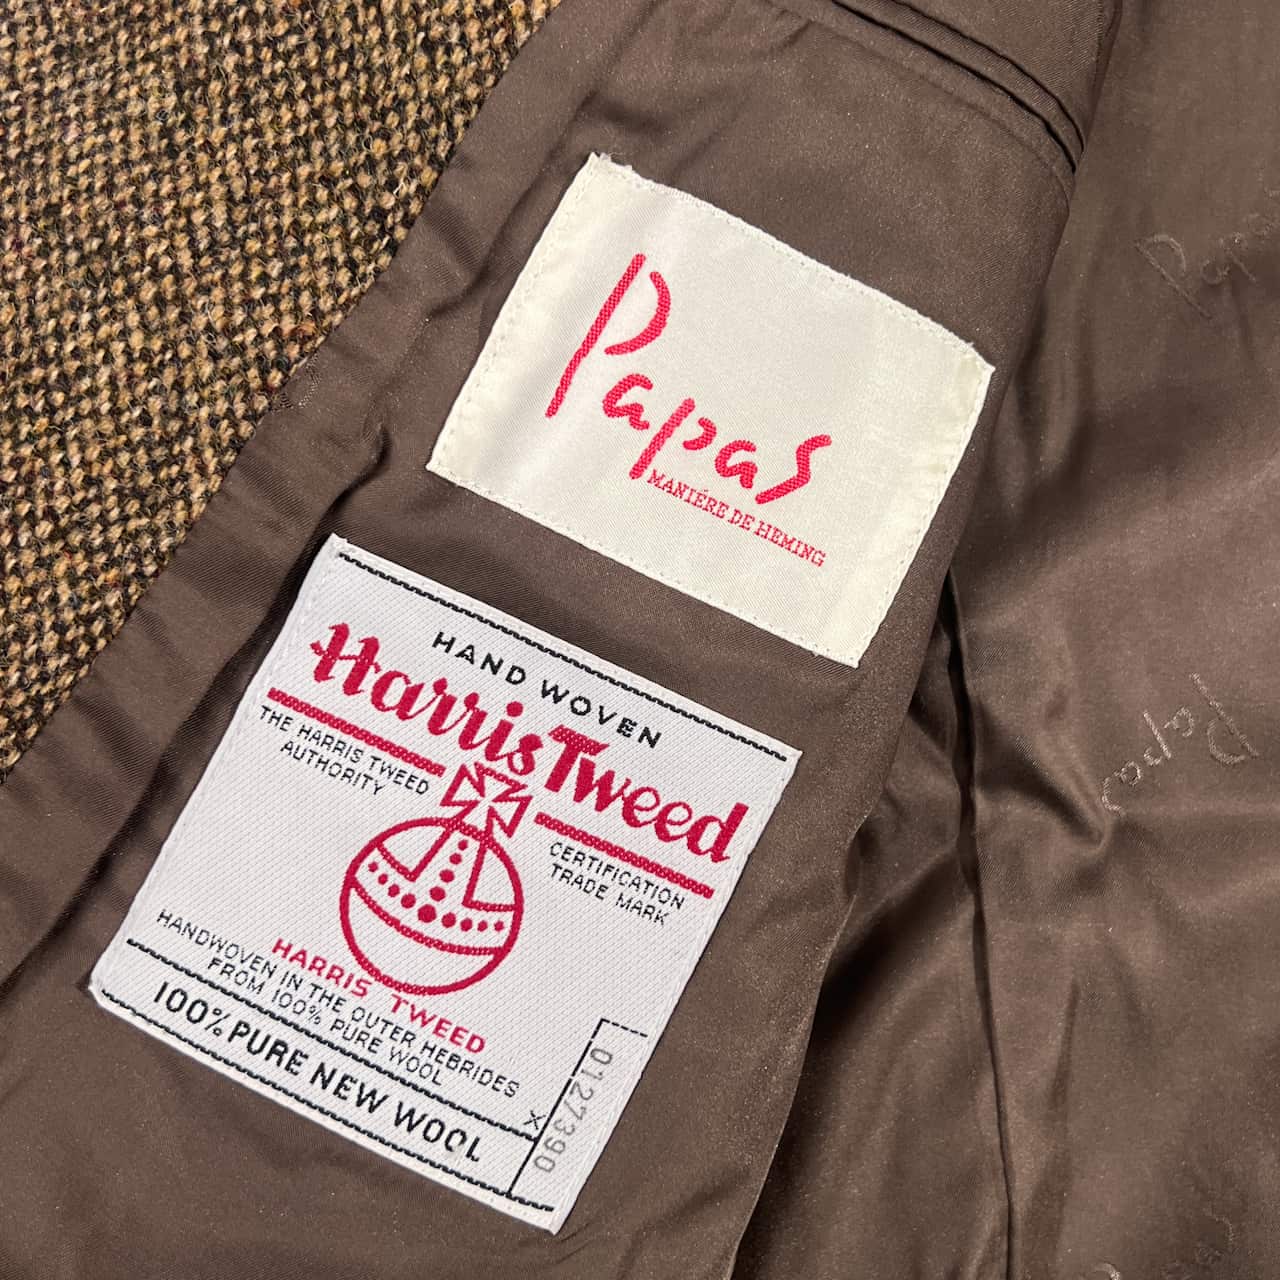 Papas
MANIÉRE DE HEMING
HAND WOVEN
Harris Tweed
THE HARRIS TWEED
AUTHORITY
CERTIFICATION
TRADE MARK
HARRIS TWEED
HANDWOVEN IN THE OUTER HEBRIDES
FROM 100% PURE WOOL
100% PURE NEW WOOL
X
0127390
Papas
Papas
Papas